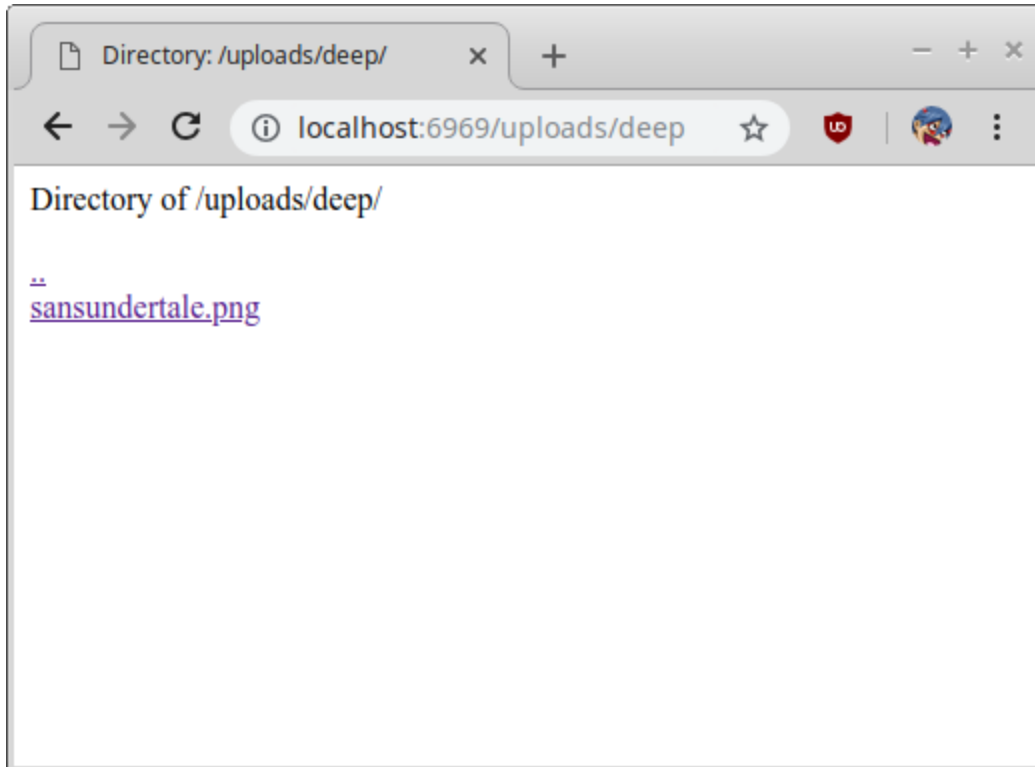 Directory: /uploads/deep/
localhost:6969/uploads/deep
Directory of /uploads/deep/
..
sansundertale.png